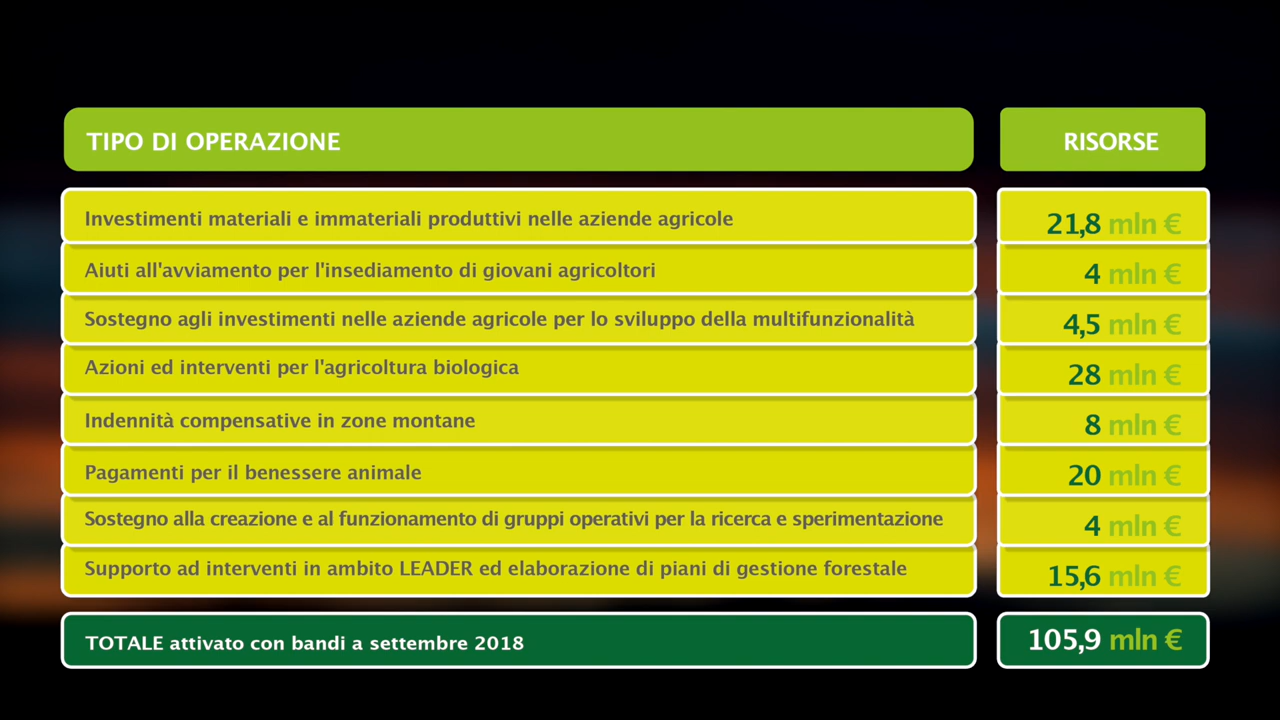 TIPO DI OPERAZIONE RISORSE
Investimenti materiali e immateriali produttivi nelle aziende agricole 21,8 mln €
Aiuti all'avviamento per l'insediamento di giovani agricoltori 4 mln €
Sostegno agli investimenti nelle aziende agricole per lo sviluppo della multifunzionalità 4,5 mln €
Azioni ed interventi per l'agricoltura biologica 28 mln €
Indennità compensative in zone montane 8 mln €
Pagamenti per il benessere animale 20 mln €
Sostegno alla creazione e al funzionamento di gruppi operativi per la ricerca e sperimentazione 4 mln €
Supporto ad interventi in ambito LEADER ed elaborazione di piani di gestione forestale 15,6 mln €
TOTALE attivato con bandi a settembre 2018 105,9 mln €